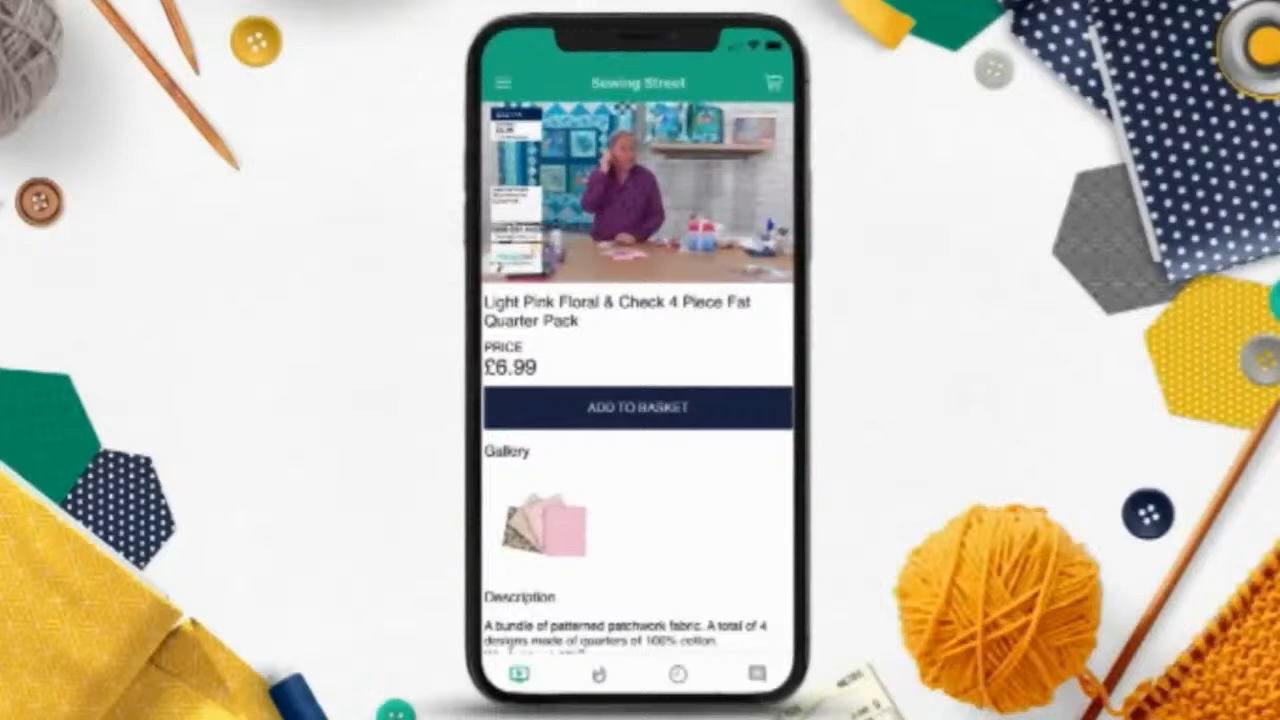 Sewing Street
Light Pink Floral & Check 4 Piece Fat
Quarter Pack
PRICE
£6.99
ADD TO BASKET
Gallery
Description
A bundle of patterned patchwork fabric. A total of 4
designs made of quarters of 100% cotton.